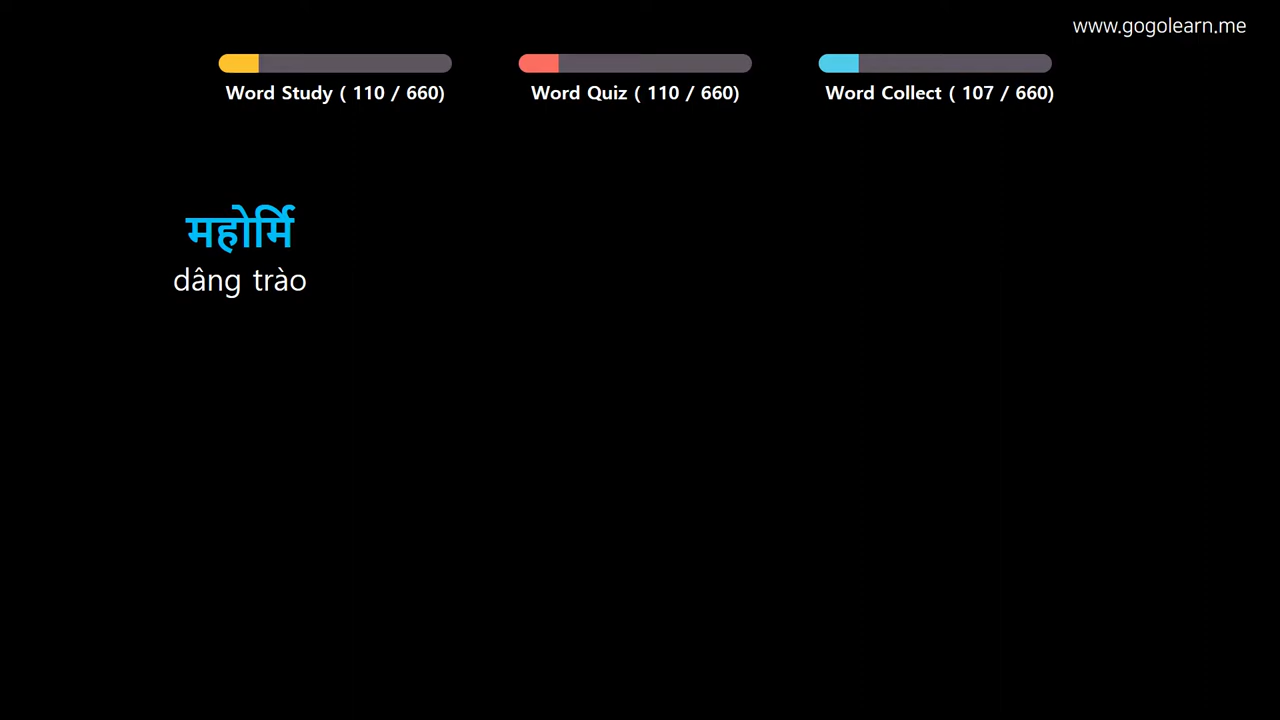 www.gogolearn.me
Word Study ( 110 / 660)
Word Quiz ( 110 / 660)
Word Collect ( 107 / 660)
महोर्मि
dâng trào